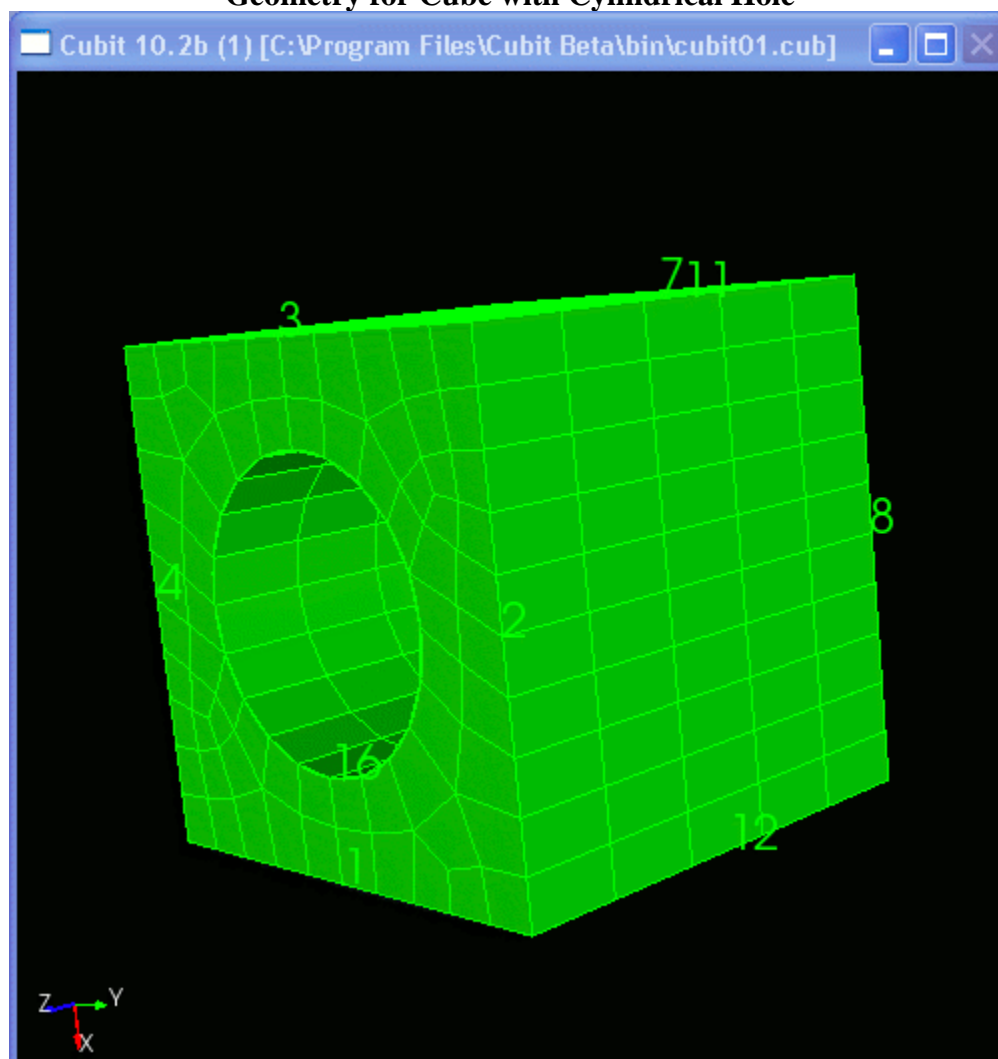 Geometry for Cube with Cylindrical Hole
Cubit 10.2b (1) [C:\Program Files\Cubit Beta\bin\cubit01.cub]
711
3
8
4
2
16
12
1
Z
Y
X